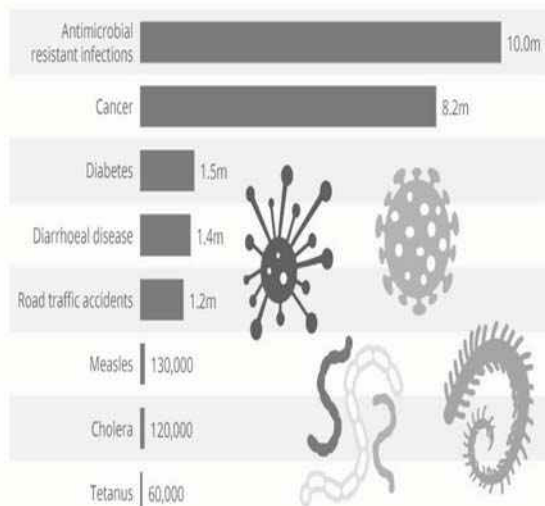 Antimicrobial
resistant infections
10.0m
Cancer
8.2m
Diabetes
1.5m
Diarrhoeal disease
1.4m
Road traffic accidents
1.2m
Measles
130,000
Cholera
120,000
Tetanus
60,000